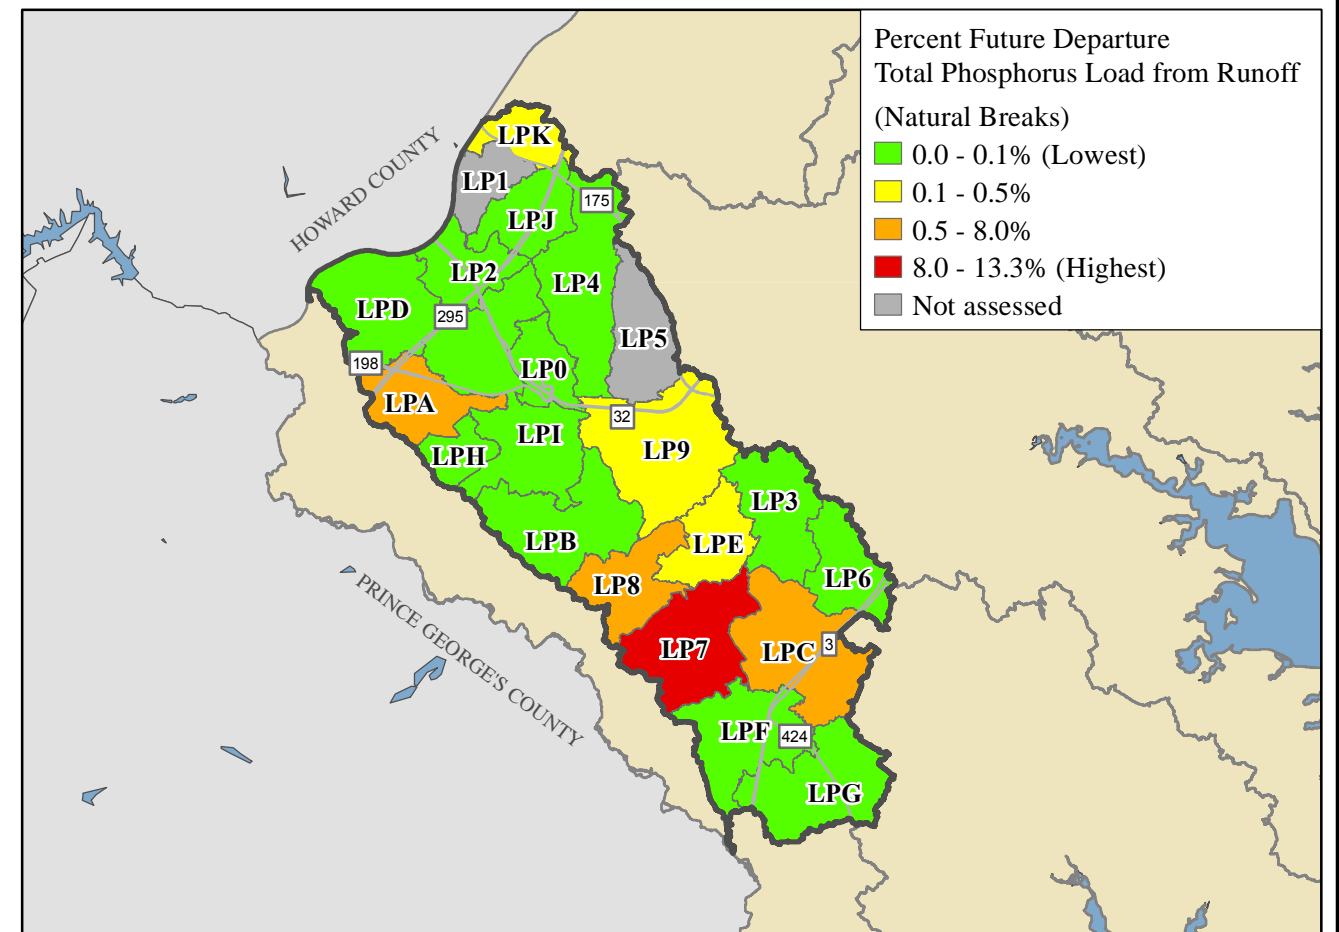 Percent Future Departure
Total Phosphorus Load from Runoff
(Natural Breaks)
0.0 - 0.1% (Lowest)
0.1 - 0.5%
0.5 - 8.0%
8.0 - 13.3% (Highest)
Not assessed
HOWARD COUNTY
LPK
LP1
175
LPJ
LP2
LP4
LPD
295
LP5
198
LP0
LPA
32
LPI
LP9
LPH
LP3
LPB
LPE
LP8
LP6
PRINCE GEORGE'S COUNTY
LP7
LPC
3
LPF
424
LPG